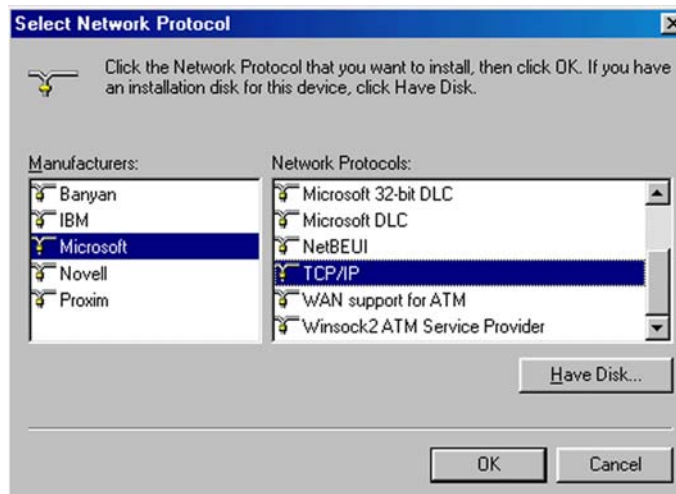 Select Network Protocol
Click the Network Protocol that you want to install, then click OK. If you have
an installation disk for this device, click Have Disk.
Manufacturers:
Banyan
IBM
Microsoft
Novell
Proxim
Network Protocols:
Microsoft 32-bit DLC
Microsoft DLC
NetBEUI
TCP/IP
WAN support for ATM
Winsock2 ATM Service Provider
Have Disk...
OK
Cancel